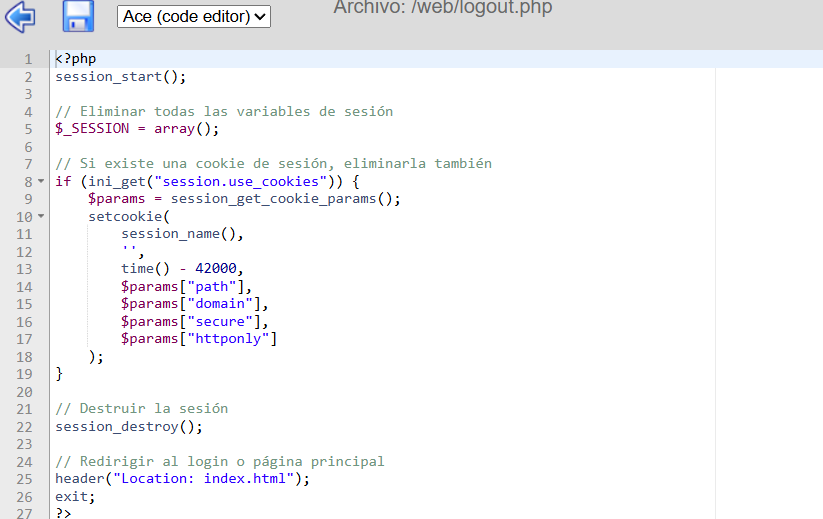 Ace (code editor)
Archivo: /web/logout.php
1 <?php
2 session_start();
3
4 // Eliminar todas las variables de sesión
5 $_SESSION = array();
6
7 // Si existe una cookie de sesión, eliminarla también
8 if (ini_get("session.use_cookies")) {
9     $params = session_get_cookie_params();
10     setcookie(
11         session_name(),
12         '',
13         time() - 42000,
14         $params["path"],
15         $params["domain"],
16         $params["secure"],
17         $params["httponly"]
18     );
19 }
20
21 // Destruir la sesión
22 session_destroy();
23
24 // Redirigir al login o página principal
25 header("Location: index.html");
26 exit;
27 ?>